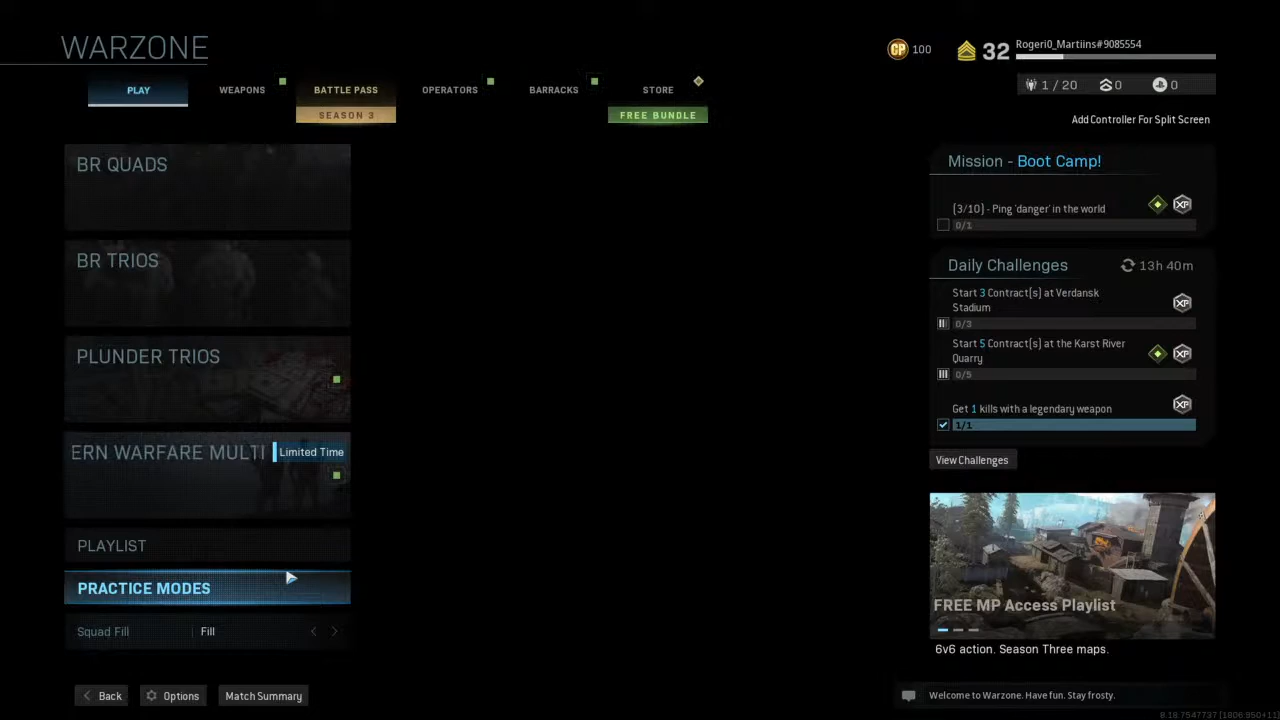 WARZONE
CP 100
32
Rogeri0_Martiins#9085554
PLAY
WEAPONS
BATTLE PASS
OPERATORS
BARRACKS
STORE
SEASON 3
FREE BUNDLE
1 / 20
0
0
Add Controller For Split Screen
BR QUADS
BR TRIOS
PLUNDER TRIOS
ERN WARFARE MULTI
Limited Time
PLAYLIST
PRACTICE MODES
Squad Fill
Fill
Back
Options
Match Summary
Mission - Boot Camp!
(3/10) - Ping 'danger' in the world
XP
0/1
Daily Challenges
13h 40m
Start 3 Contract(s) at Verdansk
Stadium
XP
0/3
Start 5 Contract(s) at the Karst River
Quarry
XP
0/5
Get 1 kills with a legendary weapon
XP
1/1
View Challenges
FREE MP Access Playlist
6v6 action. Season Three maps.
Welcome to Warzone. Have fun. Stay frosty.